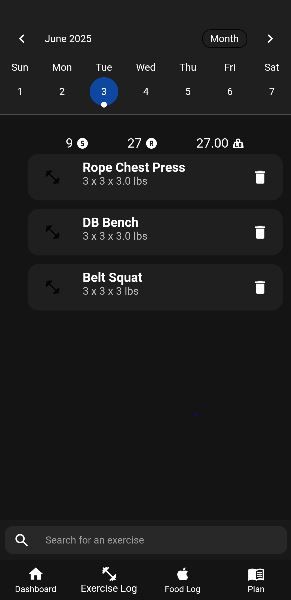 June 2025 Month
Sun Mon Tue Wed Thu Fri Sat
1 2 3 4 5 6 7
9 S 27 R 27.00
Rope Chest Press
3 x 3 x 3.0 lbs
DB Bench
3 x 3 x 3.0 lbs
Belt Squat
3 x 3 x 3 lbs
Search for an exercise
Dashboard Exercise Log Food Log Plan